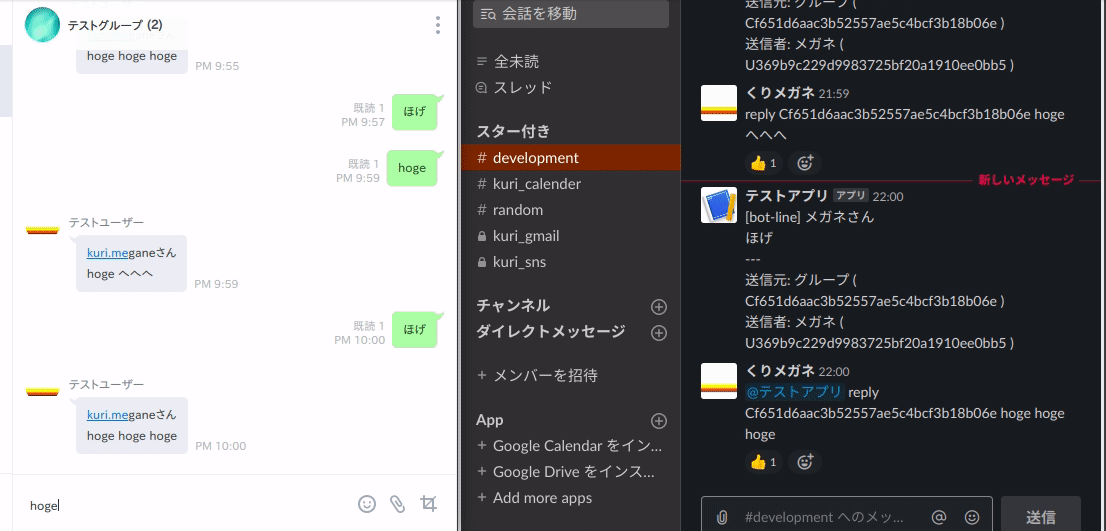 テストグループ (2)
hoge hoge hoge
PM 9:55
既読 1
PM 9:57
ほげ
既読 1
PM 9:59
hoge
テストユーザー
kuri.meganeさん
hoge へへへ
PM 9:59
既読 1
PM 10:00
ほげ
テストユーザー
kuri.meganeさん
hoge hoge hoge
PM 10:00
hoge
会話を移動
全未読
スレッド
スター付き
# development
# kuri_calender
# random
kuri_gmail
kuri_sns
チャンネル
ダイレクトメッセージ
+ メンバーを招待
App
+ Google Calendar をイン...
+ Google Drive をインス...
+ Add more apps
送信元: グループ (
Cf651d6aac3b52557ae5c4bcf3b18b06e )
送信者: メガネ (
U369b9c229d9983725bf20a1910ee0bb5 )
くりメガネ 21:59
reply Cf651d6aac3b52557ae5c4bcf3b18b06e hoge
へへへ
1
新しいメッセージ
テストアプリ アプリ 22:00
[bot-line] メガネさん
ほげ
---
送信元: グループ (
Cf651d6aac3b52557ae5c4bcf3b18b06e )
送信者: メガネ (
U369b9c229d9983725bf20a1910ee0bb5 )
くりメガネ 22:00
@テストアプリ reply
Cf651d6aac3b52557ae5c4bcf3b18b06e hoge hoge
hoge
1
#development へのメッ...
送信